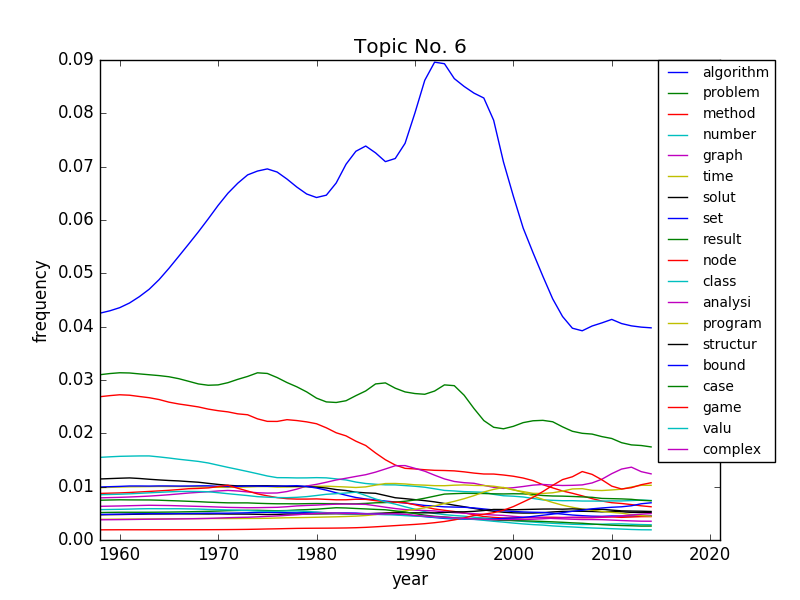 Topic No. 6
0.09
0.08
0.07
0.06
0.05
0.04
0.03
0.02
0.01
0.00
frequency
1960
1970
1980
1990
2000
2010
2020
year
algorithm
problem
method
number
graph
time
solut
set
result
node
class
analysi
program
structur
bound
case
game
valu
complex